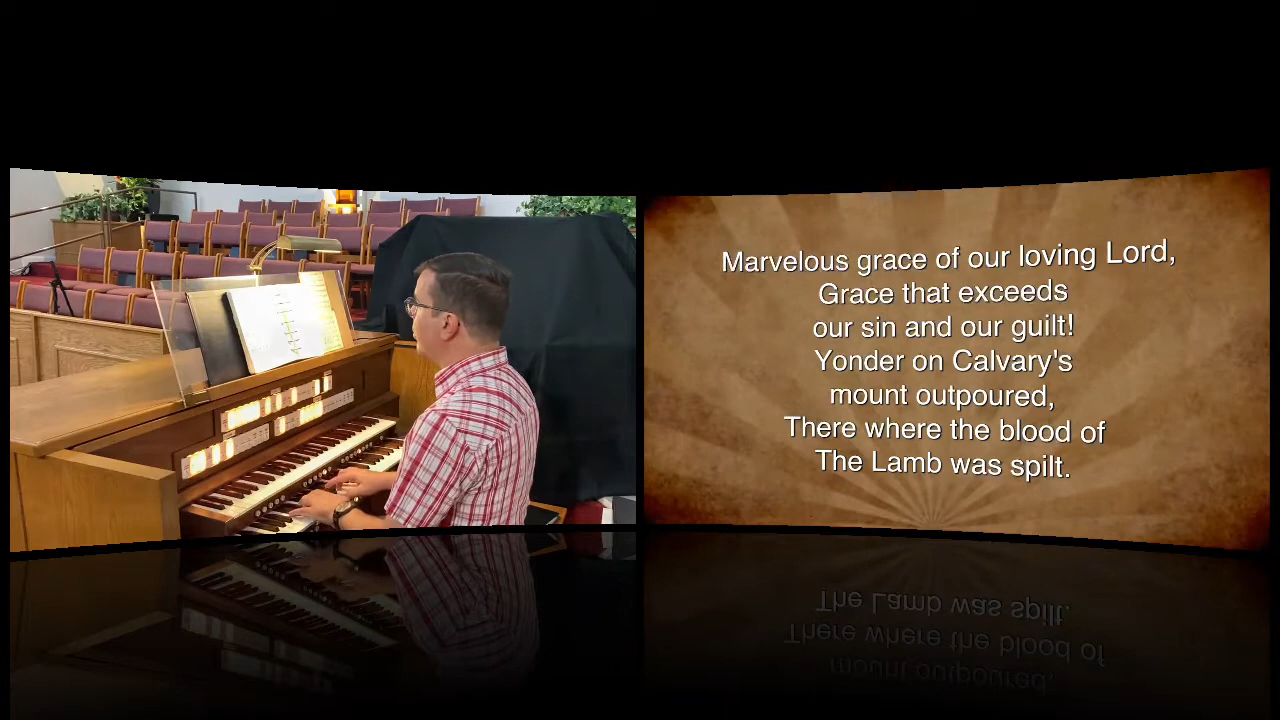 Marvelous grace of our loving Lord,
Grace that exceeds
our sin and our guilt!
Yonder on Calvary's
mount outpoured,
There where the blood of
The Lamb was spilt.